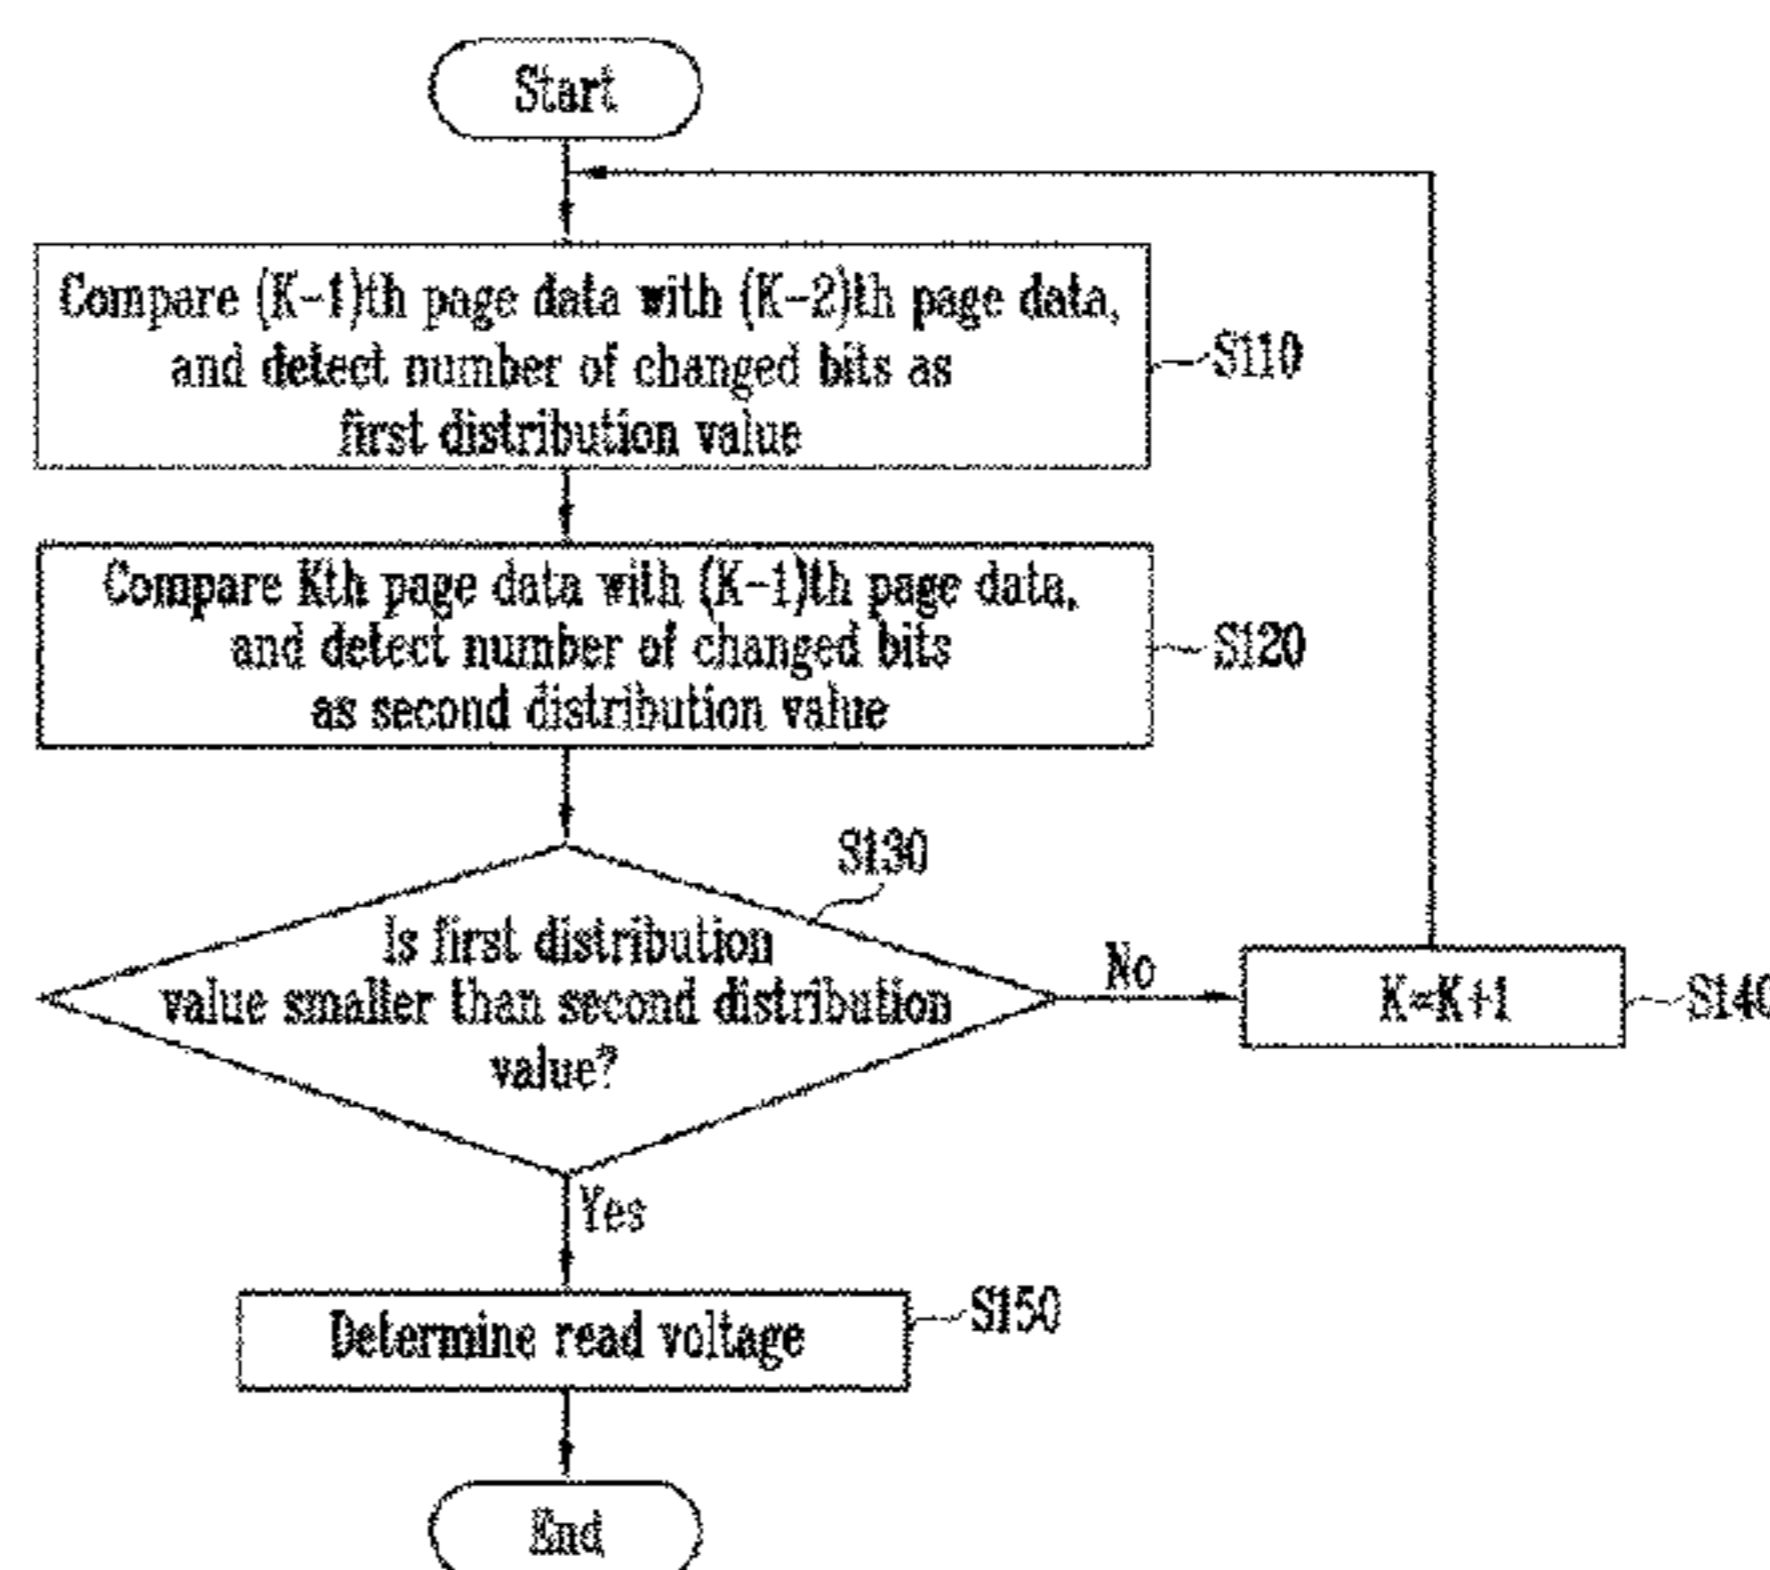 Start
Compare (K-1)th page data with (K-2)th page data,
and detect number of changed bits as
first distribution value
S110
Compare Kth page data with (K-1)th page data,
and detect number of changed bits
as second distribution value
S120
S130
Is first distribution
value smaller than second distribution
value?
No
K=K+1
S140
Yes
Determine read voltage
S150
End